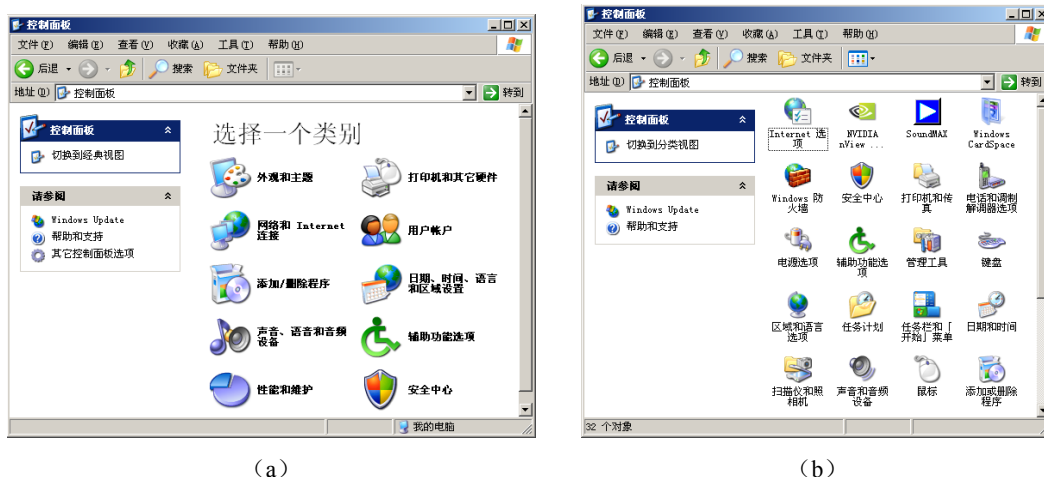 控制面板
文件(F) 编辑(E) 查看(V) 收藏(A) 工具(T) 帮助(H)
后退 搜索 文件夹
地址(D) 控制面板 转到
控制面板
切换到经典视图
请参阅
Windows Update
帮助和支持
其它控制面板选项
选择一个类别
外观和主题
打印机和其它硬件
网络和 Internet
连接
用户帐户
添加/删除程序
日期、时间、语言
和区域设置
声音、语音和音频
设备
辅助功能选项
性能和维护
安全中心
我的电脑
(a)
控制面板
文件(F) 编辑(E) 查看(V) 收藏(A) 工具(T) 帮助(H)
后退 搜索 文件夹
地址(D) 控制面板 转到
控制面板
切换到分类视图
请参阅
Windows Update
帮助和支持
Internet 选
项
NVIDIA
nView ...
SoundMAX
Windows
CardSpace
Windows 防
火墙
安全中心
打印机和传
真
电话和调制
解调器选项
电源选项
辅助功能选
项
管理工具
键盘
区域和语言
选项
任务计划
任务栏和「
开始」菜单
日期和时间
扫描仪和照
相机
声音和音频
设备
鼠标
添加或删除
程序
32 个对象
(b)